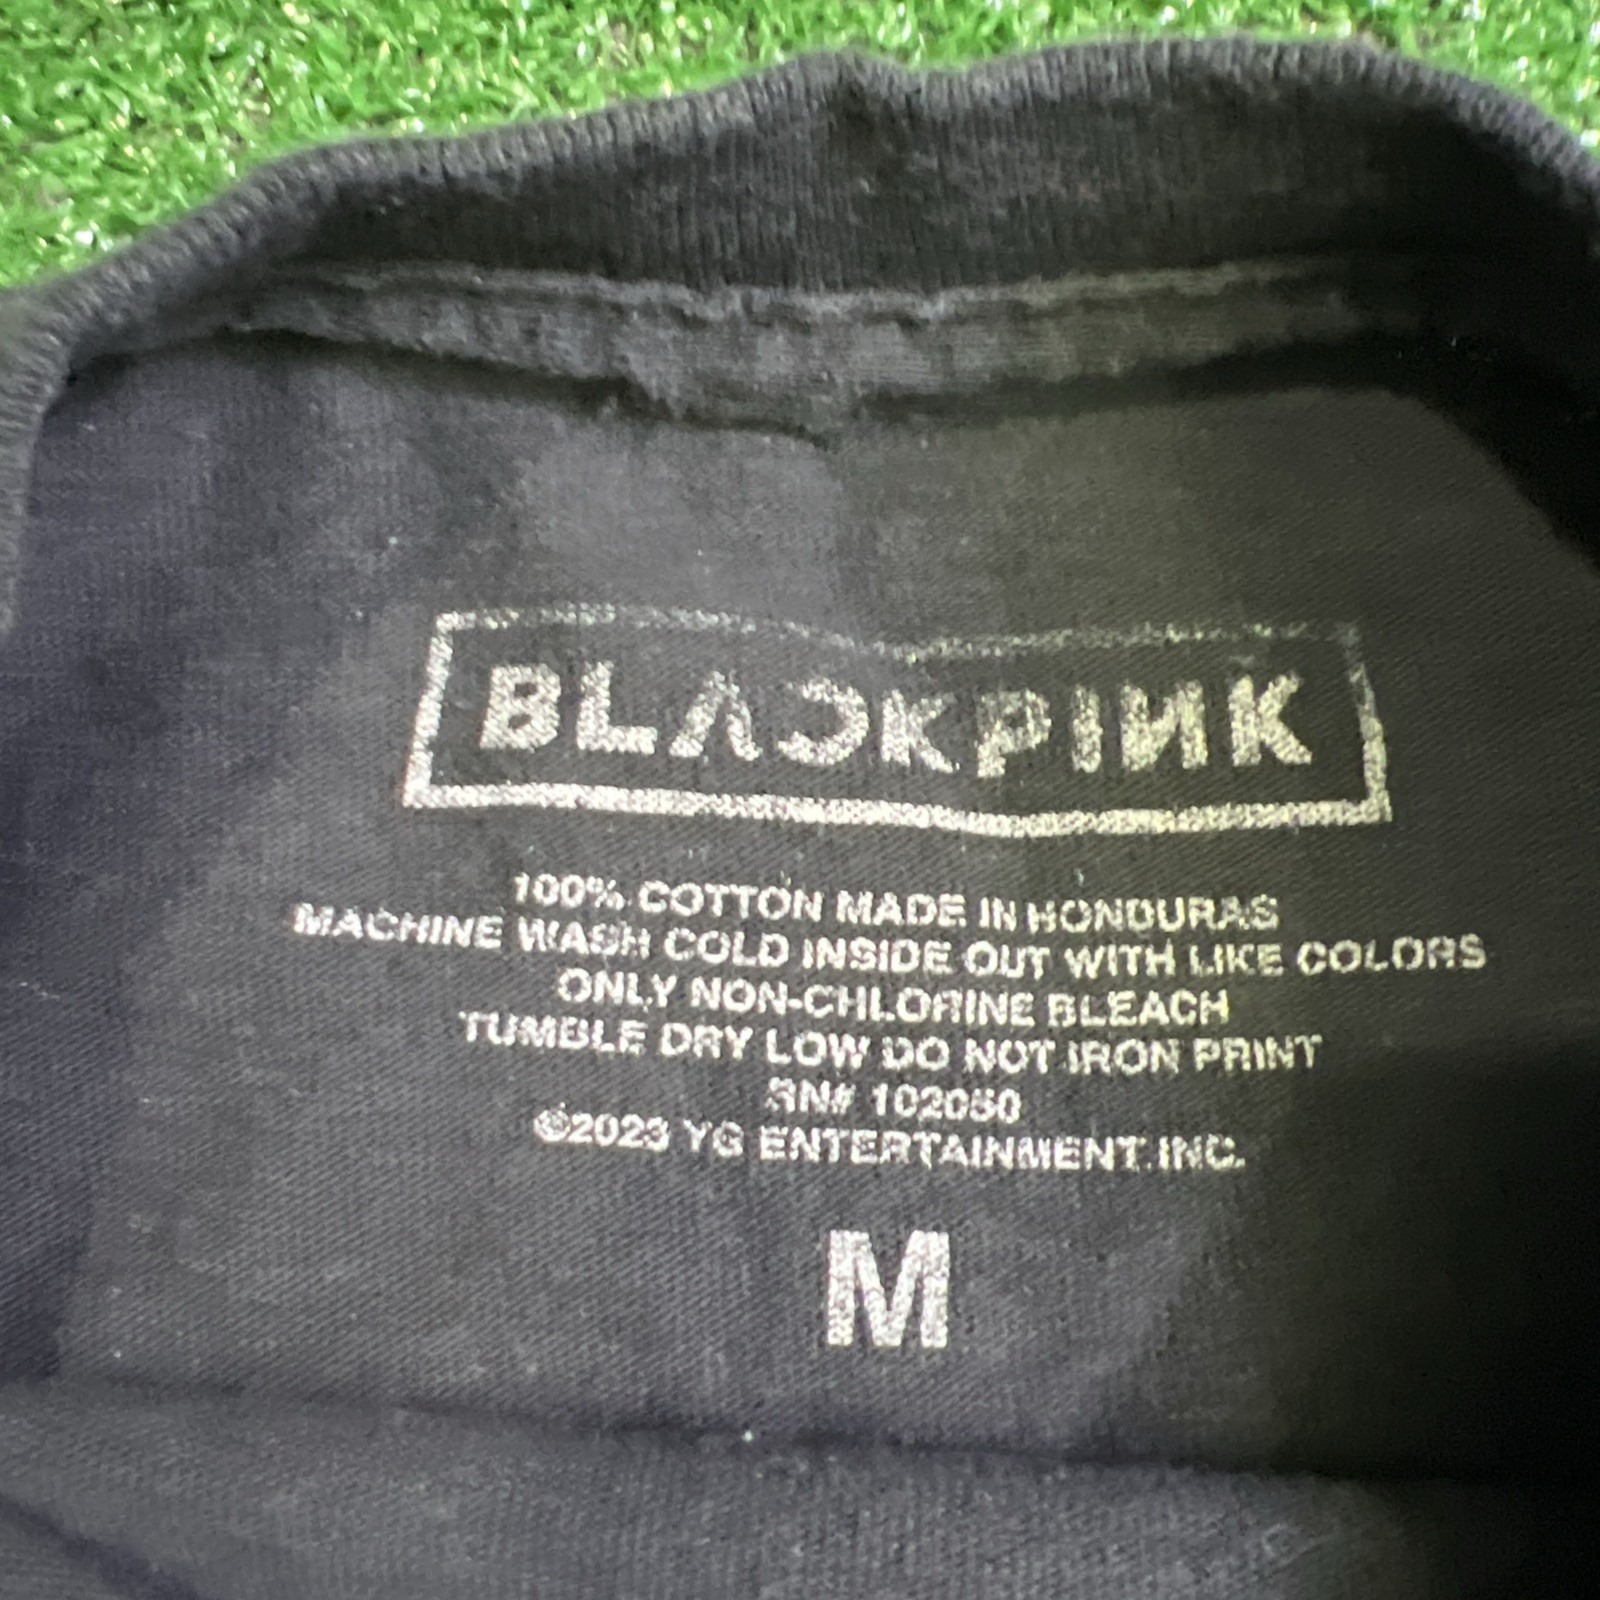 BLACKPINK
100% COTTON MADE IN HONDURAS
MACHINE WASH COLD INSIDE OUT WITH LIKE COLORS
ONLY NON-CHLORINE BLEACH
TUMBLE DRY LOW DO NOT IRON PRINT
RN# 102050
©2023 YG ENTERTAINMENT INC.
M